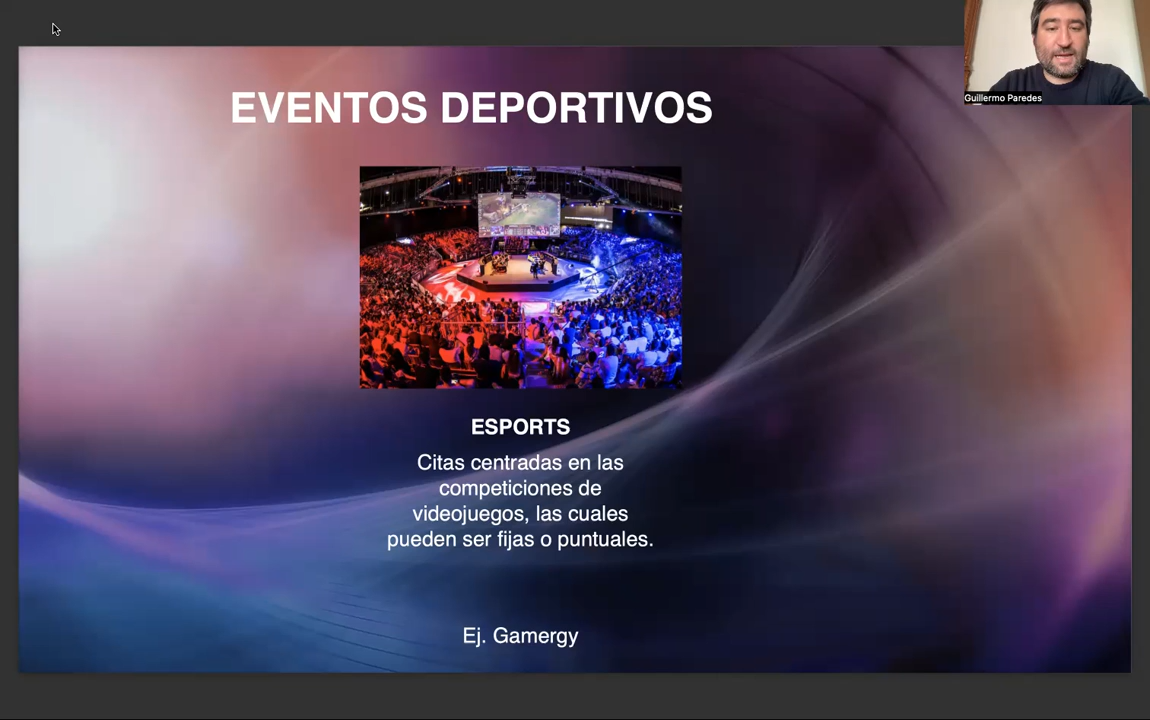 EVENTOS DEPORTIVOS
Guillermo Paredes
ESPORTS
Citas centradas en las
competiciones de
videojuegos, las cuales
pueden ser fijas o puntuales.
Ej. Gamergy